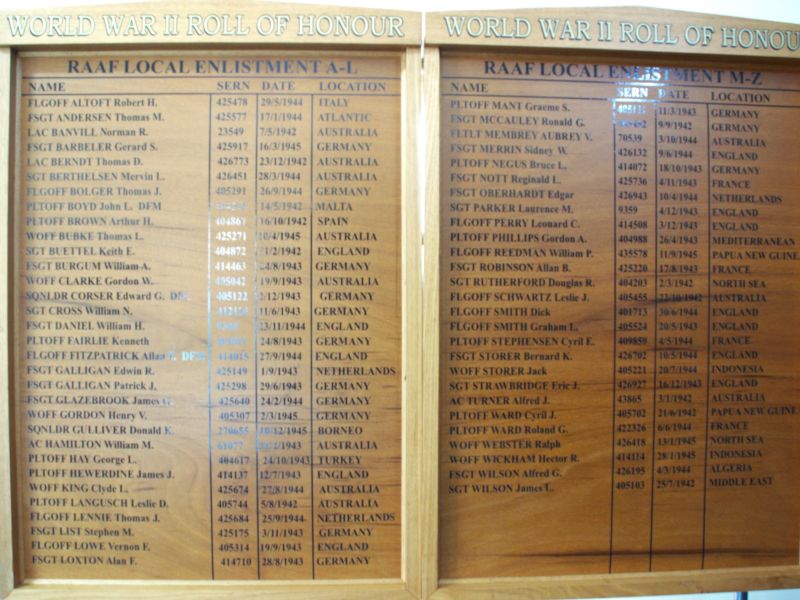 WORLD WAR II ROLL OF HONOUR
RAAF LOCAL ENLISTMENT A-L
NAME SERN DATE LOCATION
FLGOFF ALTOFT Robert H. 425478 29/5/1944 ITALY
FSGT ANDERSEN Thomas M. 425577 17/1/1944 ATLANTIC
LAC BANVILL Norman R. 23549 7/5/1942 AUSTRALIA
FSGT BARBELER Gerard S. 425917 16/3/1945 GERMANY
LAC BERNDT Thomas D. 426773 23/12/1942 AUSTRALIA
SGT BERTHELSEN Mervin L. 426451 28/3/1944 AUSTRALIA
FLGOFF BOLGER Thomas J. 405291 26/9/1944 GERMANY
PLTOFF BOYD John L. DFM 14/5/1942 MALTA
PLTOFF BROWN Arthur H. 404867 16/10/1942 SPAIN
WOFF BUBKE Thomas L. 425271 10/4/1945 AUSTRALIA
SGT BUETTEL Keith E. 404872 /2/1942 ENGLAND
FSGT BURGUM William A. 414463 /8/1943 GERMANY
WOFF CLARKE Gordon W. 405042 19/9/1943 AUSTRALIA
SQNLDR CORSER Edward G. 405122 /12/1943 GERMANY
SGT CROSS William N. 11/6/1943 GERMANY
FSGT DANIEL William H. 23/11/1944 ENGLAND
PLTOFF FAIRLIE Kenneth 24/8/1943 GERMANY
FLGOFF FITZPATRICK Allan DFM 414015 27/9/1944 ENGLAND
FSGT GALLIGAN Edwin R. 425149 1/9/1943 NETHERLANDS
FSGT GALLIGAN Patrick J. 425298 29/6/1943 GERMANY
FSGT GLAZEBROOK James 425640 24/2/1944 GERMANY
WOFF GORDON Henry V. 405307 2/3/1945 GERMANY
SQNLDR GULLIVER Donald K. 270655 10/12/1945 BORNEO
AC HAMILTON William M. AUSTRALIA
PLTOFF HAY George L. 404617 24/10/1943 TURKEY
PLTOFF HEWERDINE James J. 414137 12/7/1943 ENGLAND
WOFF KING Clyde L. 425674 27/8/1944 AUSTRALIA
PLTOFF LANGUSCH Leslie D. 405744 5/8/1942 AUSTRALIA
FLGOFF LENNIE Thomas J. 425684 25/9/1944 NETHERLANDS
FSGT LIST Stephen M. 425175 3/11/1943 GERMANY
FLGOFF LOWE Vernon F. 405314 19/9/1943 ENGLAND
FSGT LOXTON Alan F. 414710 28/8/1943 GERMANY
WORLD WAR II ROLL OF HONOUR
RAAF LOCAL ENLISTMENT M-Z
NAME SERN DATE LOCATION
PLTOFF MANT Graeme S. 11/3/1943 GERMANY
FSGT MCCAULEY Ronald G. 9/9/1942 GERMANY
FLTLT MEMBREY AUBREY V. 70539 3/10/1944 AUSTRALIA
FSGT MERRIN Sidney W. 426132 9/6/1944 ENGLAND
PLTOFF NEGUS Bruce L. 414072 18/10/1943 GERMANY
FSGT NOTT Reginald L. 425736 4/11/1943 FRANCE
FSGT OBERHARDT Edgar 426943 10/4/1944 NETHERLANDS
SGT PARKER Laurence M. 9359 4/12/1943 ENGLAND
FLGOFF PERRY Leonard C. 414508 3/12/1943 ENGLAND
PLTOFF PHILLIPS Gordon A. 404988 26/4/1943 MEDITERRANEAN
FLGOFF REEDMAN William P. 435578 11/9/1945 PAPUA NEW GUINE
FSGT ROBINSON Allan B. 425220 17/8/1943 FRANCE
SGT RUTHERFORD Douglas R. 404203 2/3/1942 NORTH SEA
FLGOFF SCHWARTZ Leslie J. 405455 22/10/1942 AUSTRALIA
FLGOFF SMITH Dick 401713 30/6/1944 ENGLAND
FLGOFF SMITH Graham L. 405524 20/5/1943 ENGLAND
PLTOFF STEPHENSEN Cyril E. 409859 4/5/1944 FRANCE
FSGT STORER Bernard K. 426702 10/5/1944 ENGLAND
WOFF STORER Jack 405221 20/7/1944 INDONESIA
SGT STRAWBRIDGE Eric J. 426927 16/12/1943 ENGLAND
AC TURNER Alfred J. 43865 3/1/1942 AUSTRALIA
PLTOFF WARD Cyril J. 405702 21/6/1942 PAPUA NEW GUINE
PLTOFF WARD Roland G. 422326 6/6/1944 FRANCE
WOFF WEBSTER Ralph 426418 13/1/1945 NORTH SEA
WOFF WICKHAM Hector R. 414114 28/1/1945 INDONESIA
FSGT WILSON Alfred G. 426195 4/3/1944 ALGERIA
SGT WILSON James L. 405103 25/7/1942 MIDDLE EAST